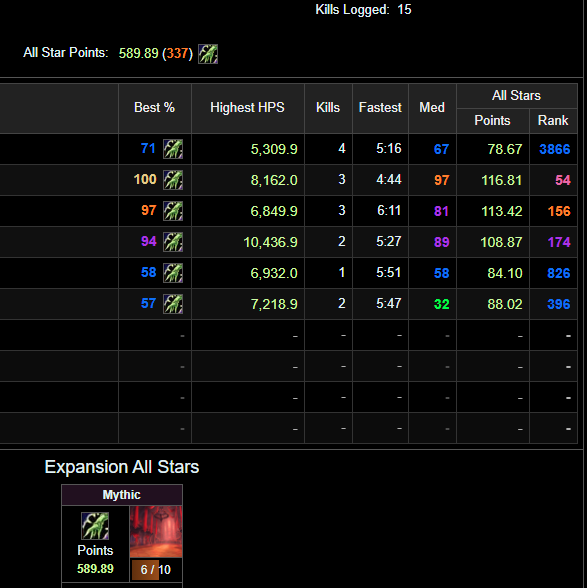 Kills Logged: 15
All Star Points: 589.89 (337)
Best % Highest HPS Kills Fastest Med All Stars
Points Rank
71 5,309.9 4 5:16 67 78.67 3866
100 8,162.0 3 4:44 97 116.81 54
97 6,849.9 3 6:11 81 113.42 156
94 10,436.9 2 5:27 89 108.87 174
58 6,932.0 1 5:51 58 84.10 826
57 7,218.9 2 5:47 32 88.02 396
- - - - - - -
- - - - - - -
- - - - - - -
- - - - - - -
Expansion All Stars
Mythic
Points
589.89 6 / 10